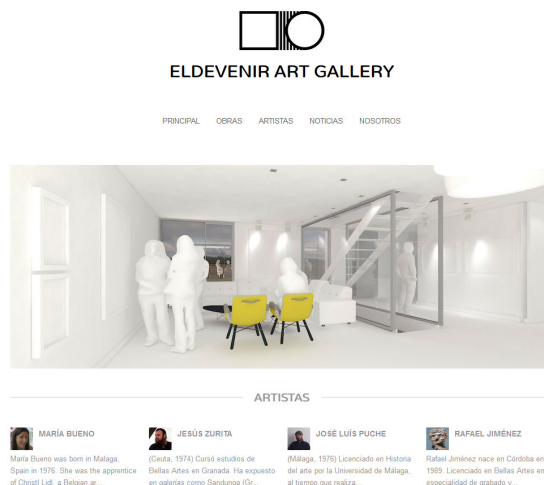 ELDEVENIR ART GALLERY
PRINCIPAL OBRAS ARTISTAS NOTICIAS NOSOTROS
ARTISTAS
MARÍA BUENO
María Bueno was born in Malaga,
Spain in 1976. She was the apprentice
of Christl Lidl, a Belgian ar...
JESÚS ZURITA
(Ceuta, 1974) Cursó estudios de
Bellas Artes en Granada. Ha expuesto
en galerías como Sandunga (Gr...
JOSÉ LUÍS PUCHE
(Málaga, 1976) Licenciado en Historia
del arte por la Universidad de Málaga,
al tiempo que realiza...
RAFAEL JIMÉNEZ
Rafael Jiménez nace en Córdoba en
1989. Licenciado en Bellas Artes en
especialidad de grabado y...